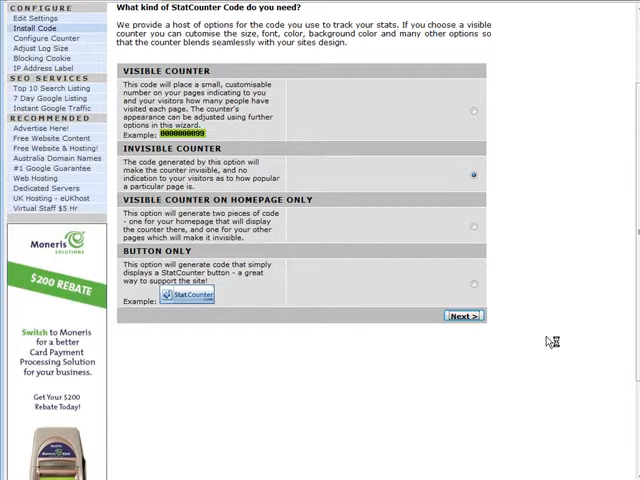 CONFIGURE
Edit Settings
Install Code
Configure Counter
Adjust Log Size
Blocking Cookie
IP Address Label
SEO SERVICES
Top 10 Search Listing
7 Day Google Listing
Instant Google Traffic
RECOMMENDED
Advertise Here!
Free Website Content
Free Website & Hosting!
Australia Domain Names
#1 Google Guarantee
Web Hosting
Dedicated Servers
UK Hosting - eUKhost
Virtual Staff $5 Hr
Moneris
SOLUTIONS
$200 REBATE
Switch to Moneris
for a better
Card Payment
Processing Solution
for your business.
Get Your $200
Rebate Today!
What kind of StatCounter Code do you need?
We provide a host of options for the code you use to track your stats. If you choose a visible
counter you can cutomise the size, font, color, background color and many other options so
that the counter blends seamlessly with your sites design.
VISIBLE COUNTER
This code will place a small, customisable
number on your pages indicating to you
and your visitors how many people have
visited each page. The counter's
appearance can be adjusted using further
options in this wizard.
Example: 0000000099
INVISIBLE COUNTER
The code generated by this option will
make the counter invisible, and no
indication to your visitors as to how popular
a particular page is.
VISIBLE COUNTER ON HOMEPAGE ONLY
This option will generate two pieces of code -
one for your homepage that will display
the counter there, and one for your other
pages which will make it invisible.
BUTTON ONLY
This option will generate code that simply
displays a StatCounter button - a great
way to support the site!
Example: StatCounter
Next >